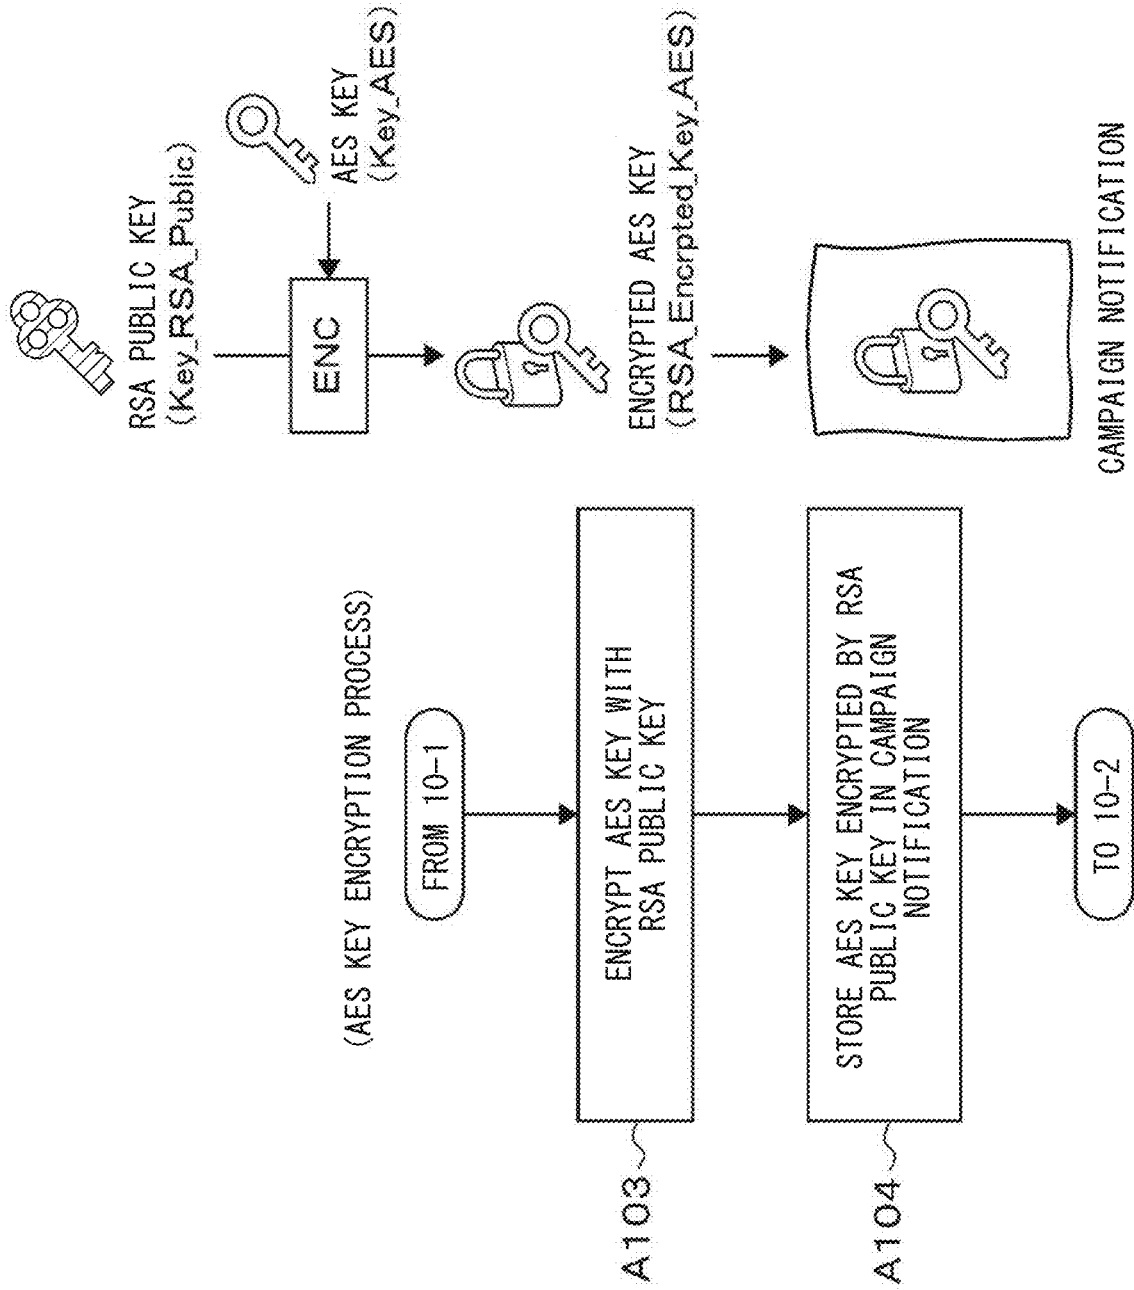 (AES KEY ENCRYPTION PROCESS)
FROM 10-1
A103
ENCRYPT AES KEY WITH
RSA PUBLIC KEY
A104
STORE AES KEY ENCRYPTED BY RSA
PUBLIC KEY IN CAMPAIGN
NOTIFICATION
TO 10-2
RSA PUBLIC KEY
(Key_RSA_Public)
AES KEY
(Key_AES)
ENC
ENCRYPTED AES KEY
(RSA_Encrpted_Key_AES)
CAMPAIGN NOTIFICATION